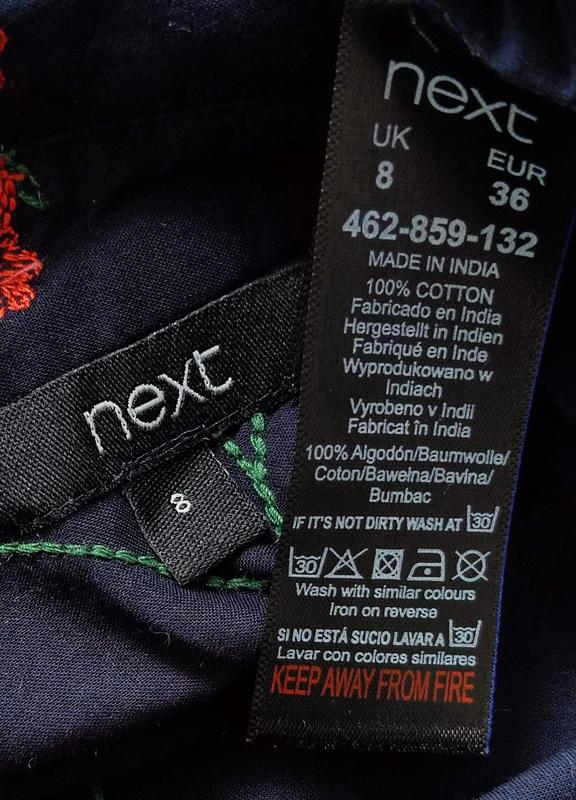 next
UK EUR
8 36
462-859-132
MADE IN INDIA
100% COTTON
Fabricado en India
Hergestellt in Indien
Fabriqué en Inde
Wyprodukowano w
Indiach
Vyrobeno v Indii
Fabricat în India
100% Algodón/Baumwolle/
Coton/Bawełna/Bavlna/
Bumbac
IF IT'S NOT DIRTY WASH AT 30
30
Wash with similar colours
Iron on reverse
SI NO ESTÁ SUCIO LAVAR A 30
Lavar con colores similares
KEEP AWAY FROM FIRE
next
8